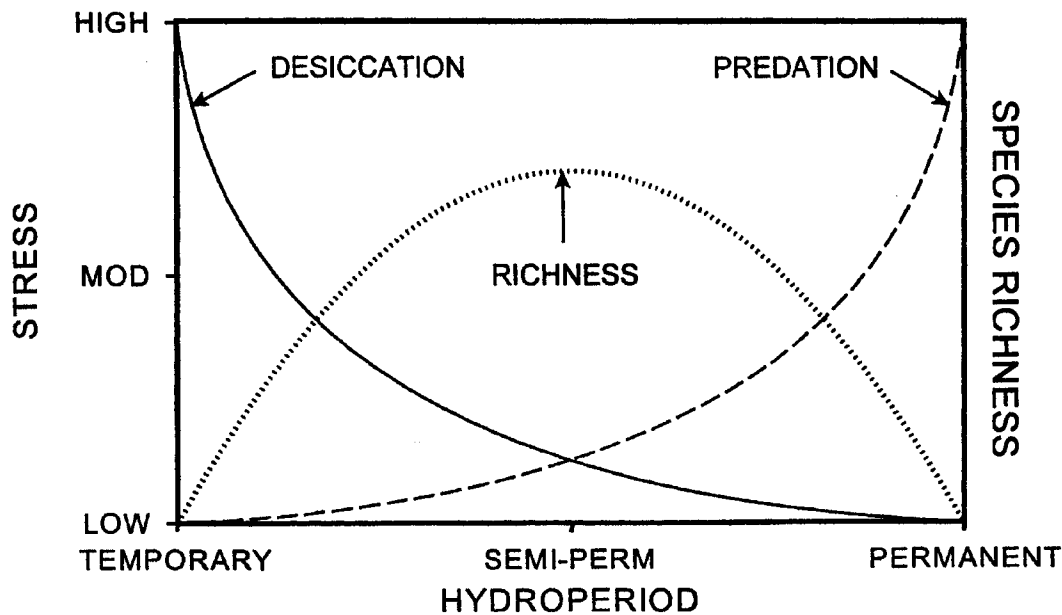 HIGH
DESICCATION
PREDATION
STRESS
MOD
RICHNESS
SPECIES RICHNESS
LOW
TEMPORARY
SEMI-PERM
PERMANENT
HYDROPERIOD